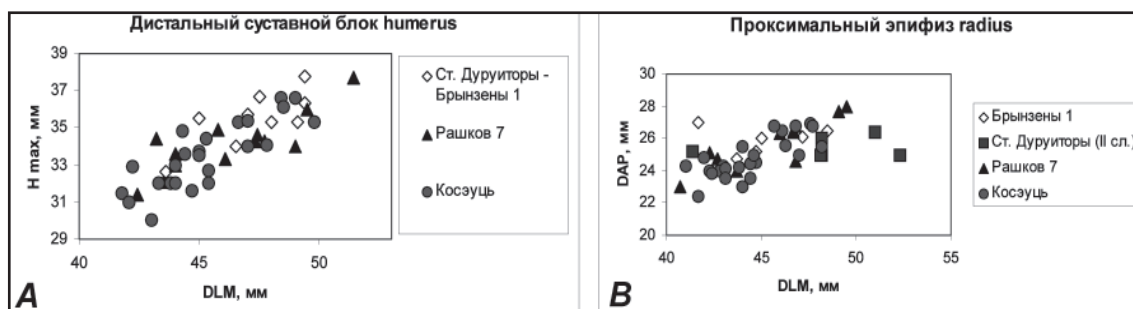 Дистальный суставной блок humerus
H max, мм
39
37
35
33
31
29
40
45
50
DLM, мм
◇ Ст. Дуруиторы -
Брынзены 1
▲ Рашков 7
● Косэуць
A
Проксимальный эпифиз radius
DAP, мм
30
28
26
24
22
20
40
45
50
55
DLM, мм
◇ Брынзены 1
■ Ст. Дуруиторы (II сл.)
▲ Рашков 7
● Косэуць
B